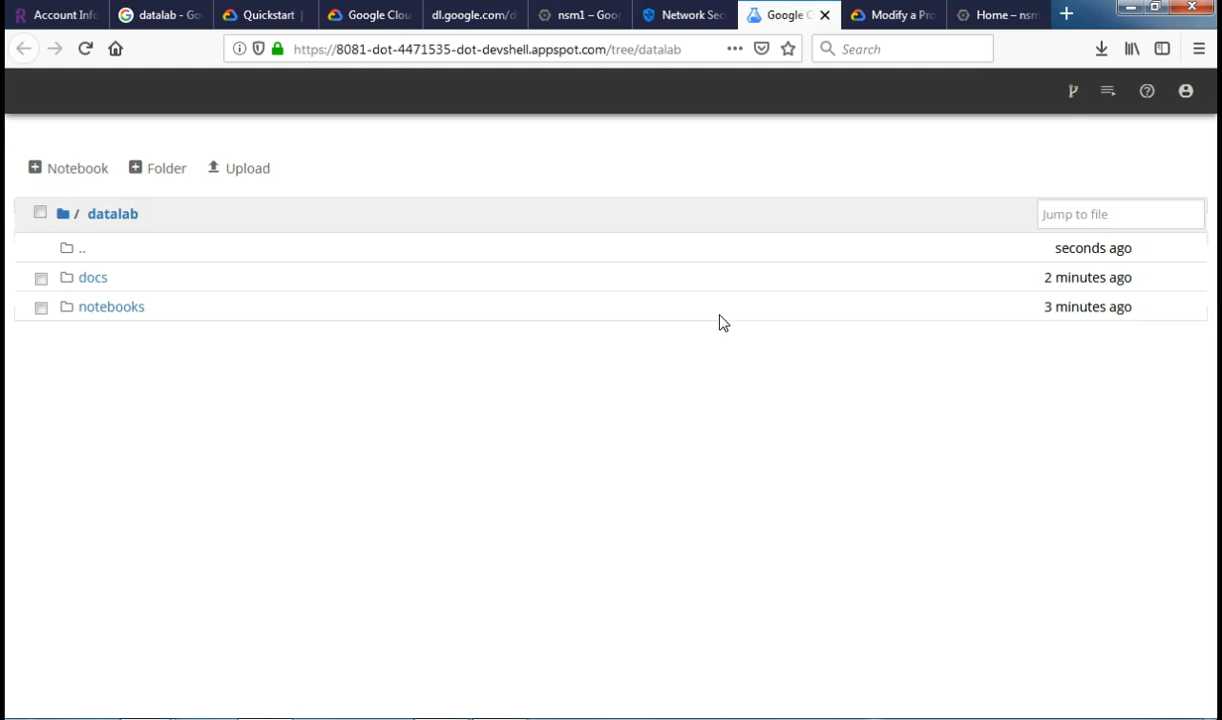 Account Info datalab - Go Quickstart Google Clou dl.google.com/d nsm1 – Goo Network Sec Google C Modify a Pro Home – nsm
https://8081-dot-4471535-dot-devshell.appspot.com/tree/datalab Search
Notebook Folder Upload
/ datalab Jump to file
.. seconds ago
docs 2 minutes ago
notebooks 3 minutes ago